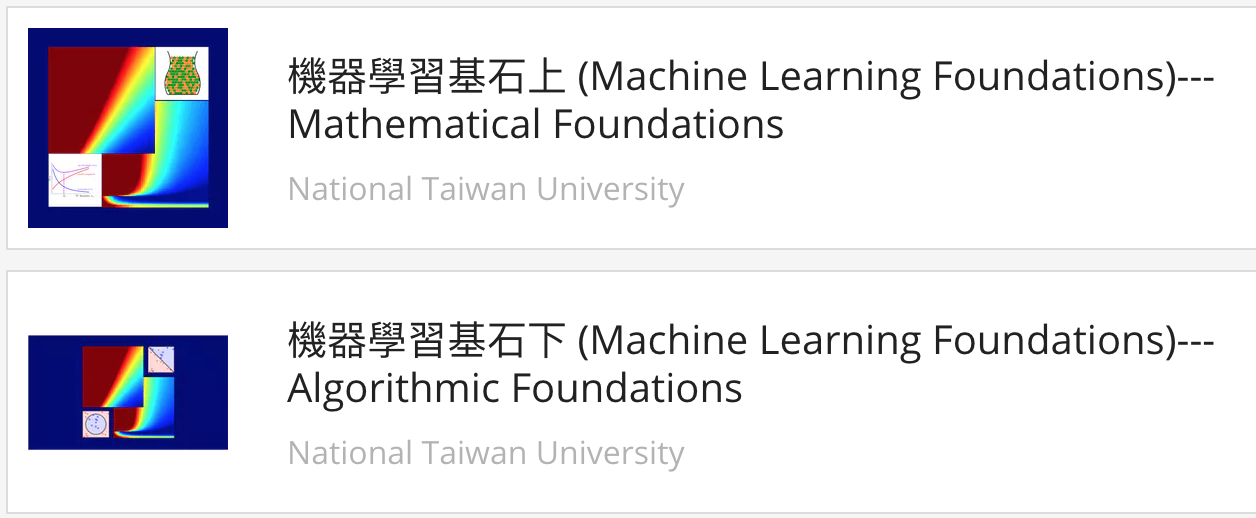 機器學習基石上 (Machine Learning Foundations)---
Mathematical Foundations
National Taiwan University
機器學習基石下 (Machine Learning Foundations)---
Algorithmic Foundations
National Taiwan University